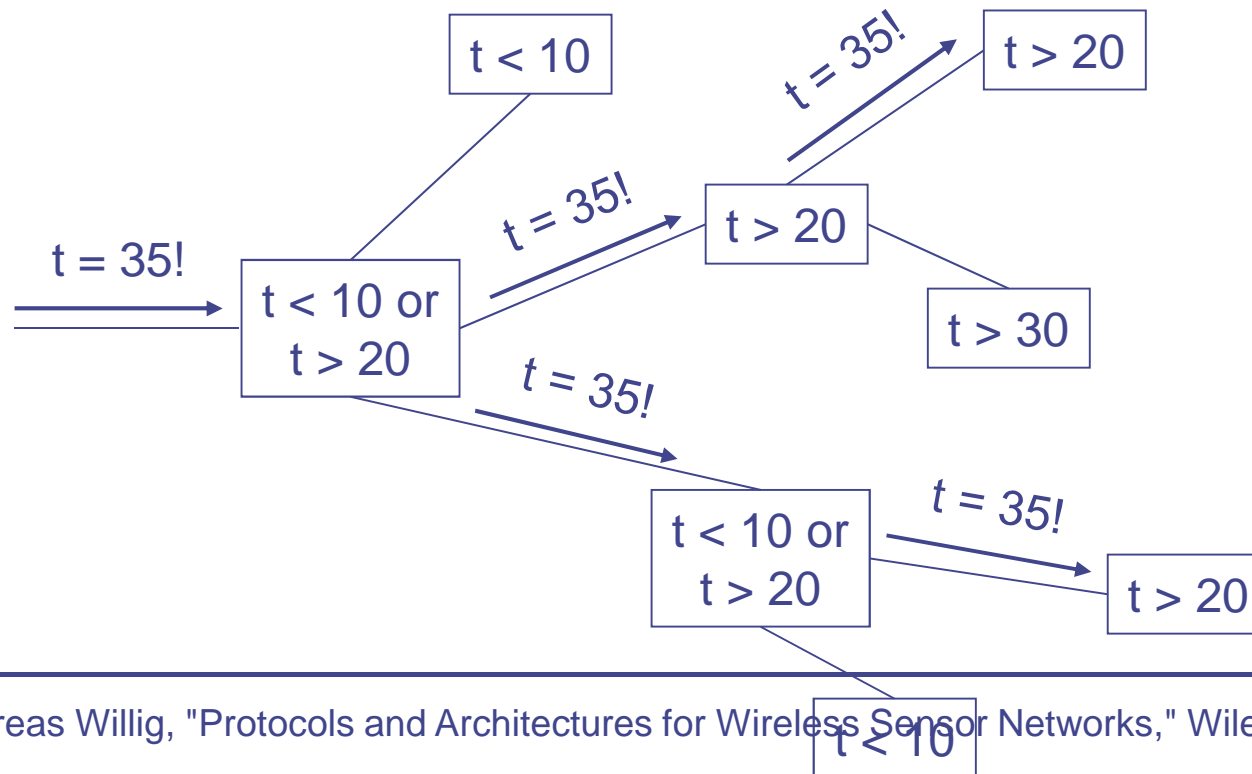 t < 10
t = 35!
t > 20
t = 35!
t > 20
t = 35!
t < 10 or
t > 20
t > 30
t = 35!
t < 10 or
t > 20
t = 35!
t > 20
reas Willig, "Protocols and Architectures for Wireless Sensor Networks," Wile
t < 10